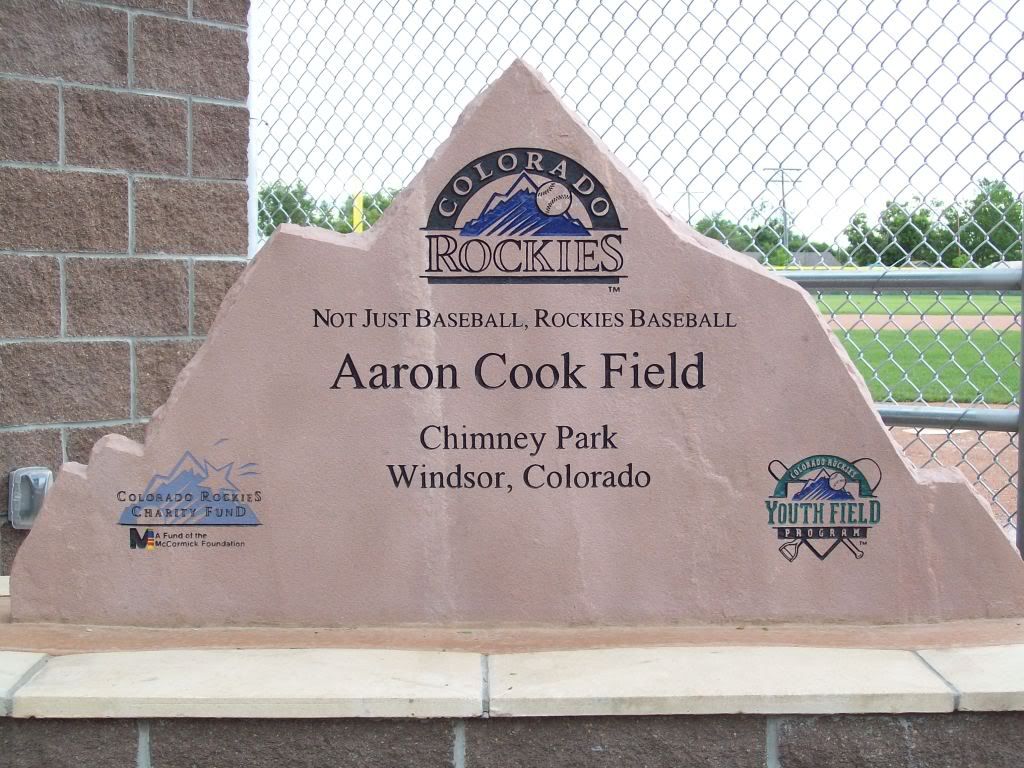 COLORADO
ROCKIES
TM
NOT JUST BASEBALL, ROCKIES BASEBALL
Aaron Cook Field
Chimney Park
Windsor, Colorado
COLORADO ROCKIES
CHARITY FUND
M A Fund of the
McCormick Foundation
COLORADO ROCKIES
YOUTH FIELD
PROGRAM
TM